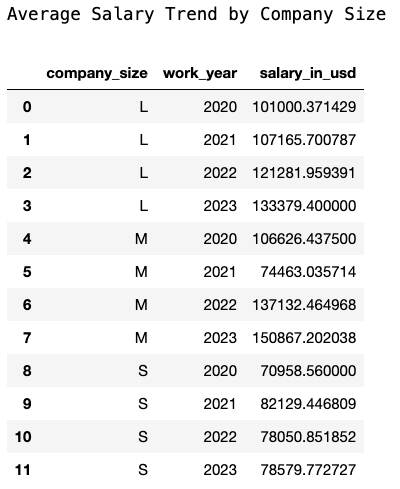 Average Salary Trend by Company Size
company_size work_year salary_in_usd
0 L 2020 101000.371429
1 L 2021 107165.700787
2 L 2022 121281.959391
3 L 2023 133379.400000
4 M 2020 106626.437500
5 M 2021 74463.035714
6 M 2022 137132.464968
7 M 2023 150867.202038
8 S 2020 70958.560000
9 S 2021 82129.446809
10 S 2022 78050.851852
11 S 2023 78579.772727